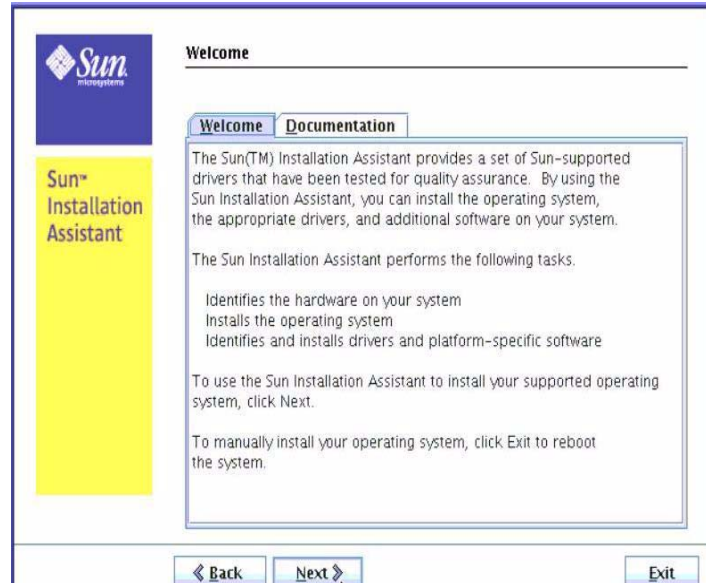 Sun
microsystems
Welcome
Sun™
Installation
Assistant
Welcome
Documentation
The Sun(TM) Installation Assistant provides a set of Sun-supported
drivers that have been tested for quality assurance. By using the
Sun Installation Assistant, you can install the operating system,
the appropriate drivers, and additional software on your system.
The Sun Installation Assistant performs the following tasks.
Identifies the hardware on your system
Installs the operating system
Identifies and installs drivers and platform-specific software
To use the Sun Installation Assistant to install your supported operating
system, click Next.
To manually install your operating system, click Exit to reboot
the system.
Back
Next
Exit